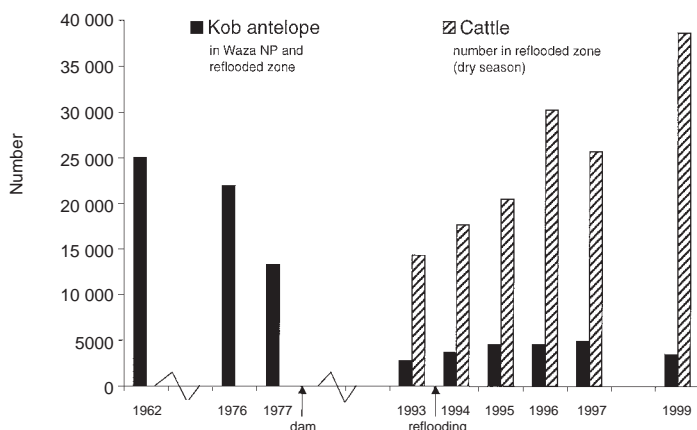 40 000
35 000
30 000
25 000
20 000
15 000
10 000
5000
0
Number
Kob antelope
in Waza NP and
reflooded zone
Cattle
number in reflooded zone
(dry season)
1962 1976 1977 1993 1994 1995 1996 1997 1999
dam reflooding